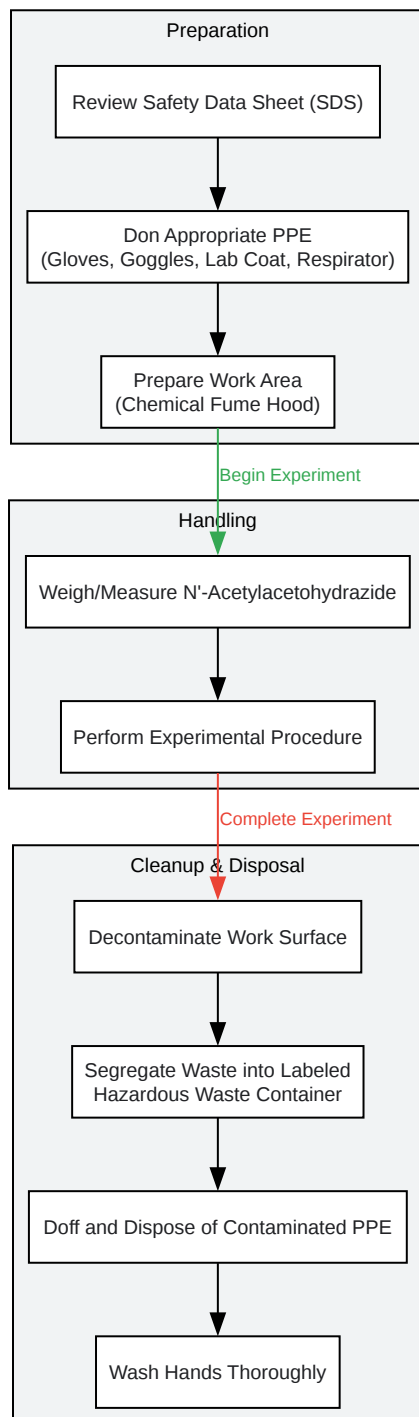 Preparation
Review Safety Data Sheet (SDS)
Don Appropriate PPE
(Gloves, Goggles, Lab Coat, Respirator)
Prepare Work Area
(Chemical Fume Hood)
Begin Experiment
Handling
Weigh/Measure N'-Acetylacetohydrazide
Perform Experimental Procedure
Complete Experiment
Cleanup & Disposal
Decontaminate Work Surface
Segregate Waste into Labeled
Hazardous Waste Container
Doff and Dispose of Contaminated PPE
Wash Hands Thoroughly